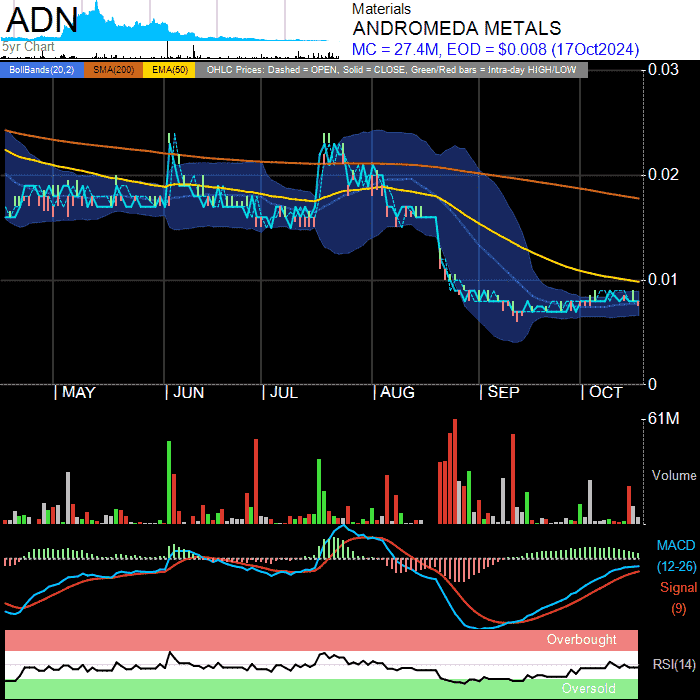 ADN
5yr Chart
Materials
ANDROMEDA METALS
MC = 27.4M, EOD = $0.008 (17Oct2024)
BollBands(20,2) SMA(200) EMA(50) OHLC Prices: Dashed = OPEN, Solid = CLOSE, Green/Red bars = Intra-day HIGH/LOW
0.03
0.02
0.01
0
MAY JUN JUL AUG SEP OCT
61M
Volume
MACD
(12-26)
Signal
(9)
Overbought
RSI(14)
Oversold